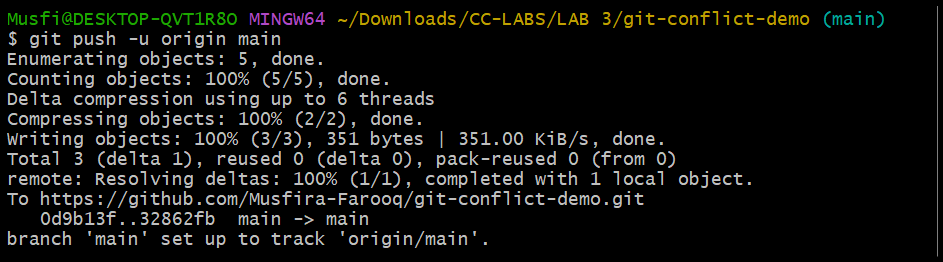 Musfi@DESKTOP-QVT1R8O MINGW64 ~/Downloads/CC-LABS/LAB 3/git-conflict-demo (main)
$ git push -u origin main
Enumerating objects: 5, done.
Counting objects: 100% (5/5), done.
Delta compression using up to 6 threads
Compressing objects: 100% (2/2), done.
Writing objects: 100% (3/3), 351 bytes | 351.00 KiB/s, done.
Total 3 (delta 1), reused 0 (delta 0), pack-reused 0 (from 0)
remote: Resolving deltas: 100% (1/1), completed with 1 local object.
To https://github.com/Musfira-Farooq/git-conflict-demo.git
   0d9b13f..32862fb  main -> main
branch 'main' set up to track 'origin/main'.